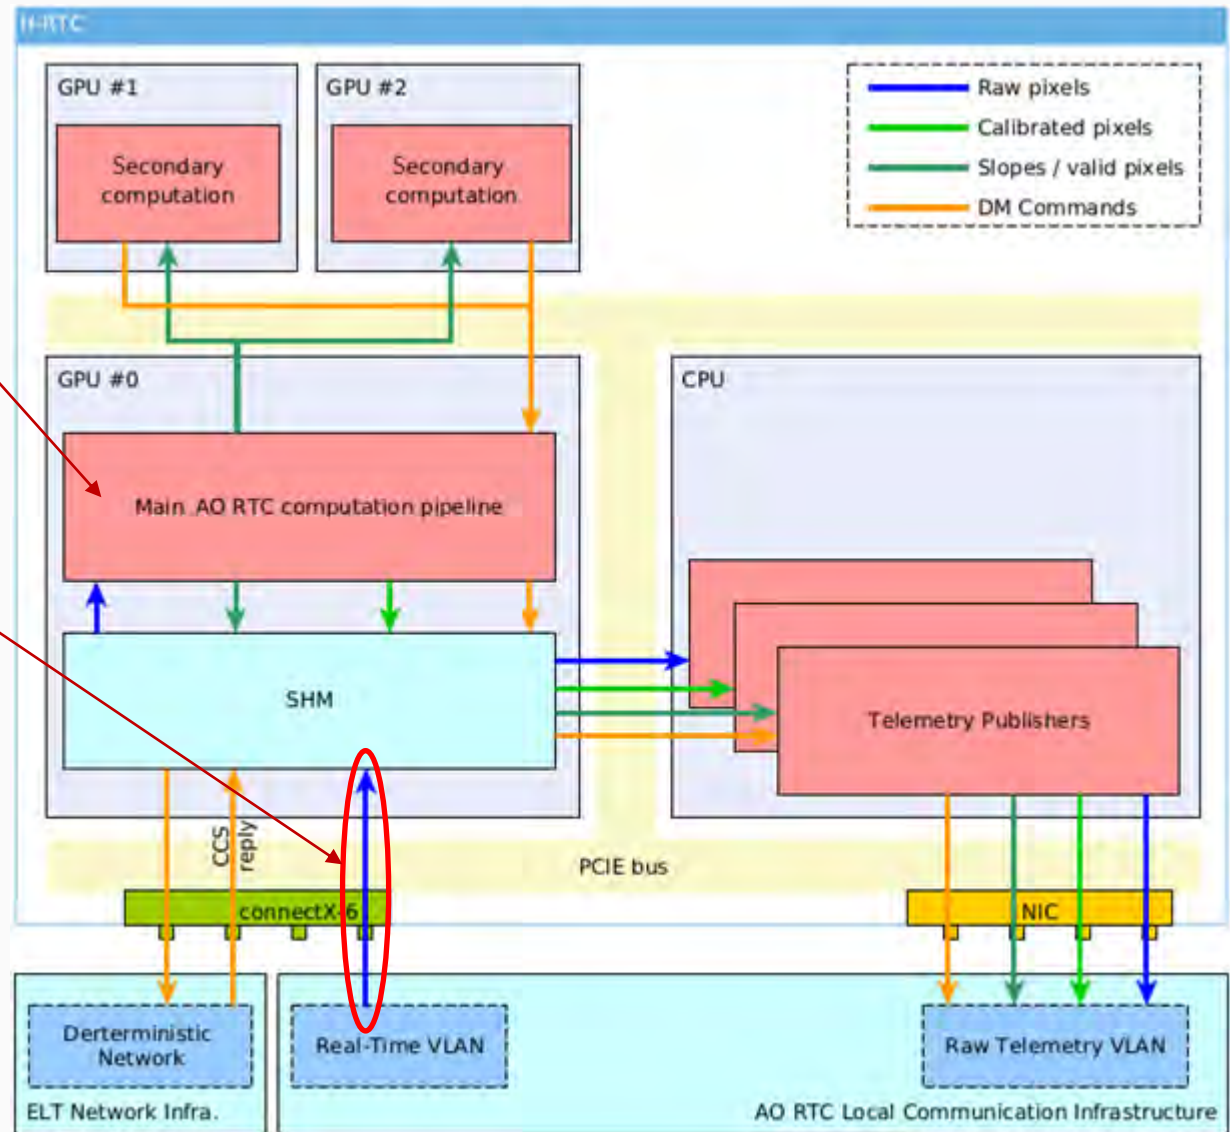 H-RTC
GPU #1
GPU #2
Secondary
computation
Secondary
computation
Raw pixels
Calibrated pixels
Slopes / valid pixels
DM Commands
GPU #0
CPU
Main AO RTC computation pipeline
SHM
Telemetry Publishers
CCS
reply
PCIE bus
connectX-6
NIC
Derterministic
Network
Real-Time VLAN
Raw Telemetry VLAN
ELT Network Infra.
AO RTC Local Communication Infrastructure